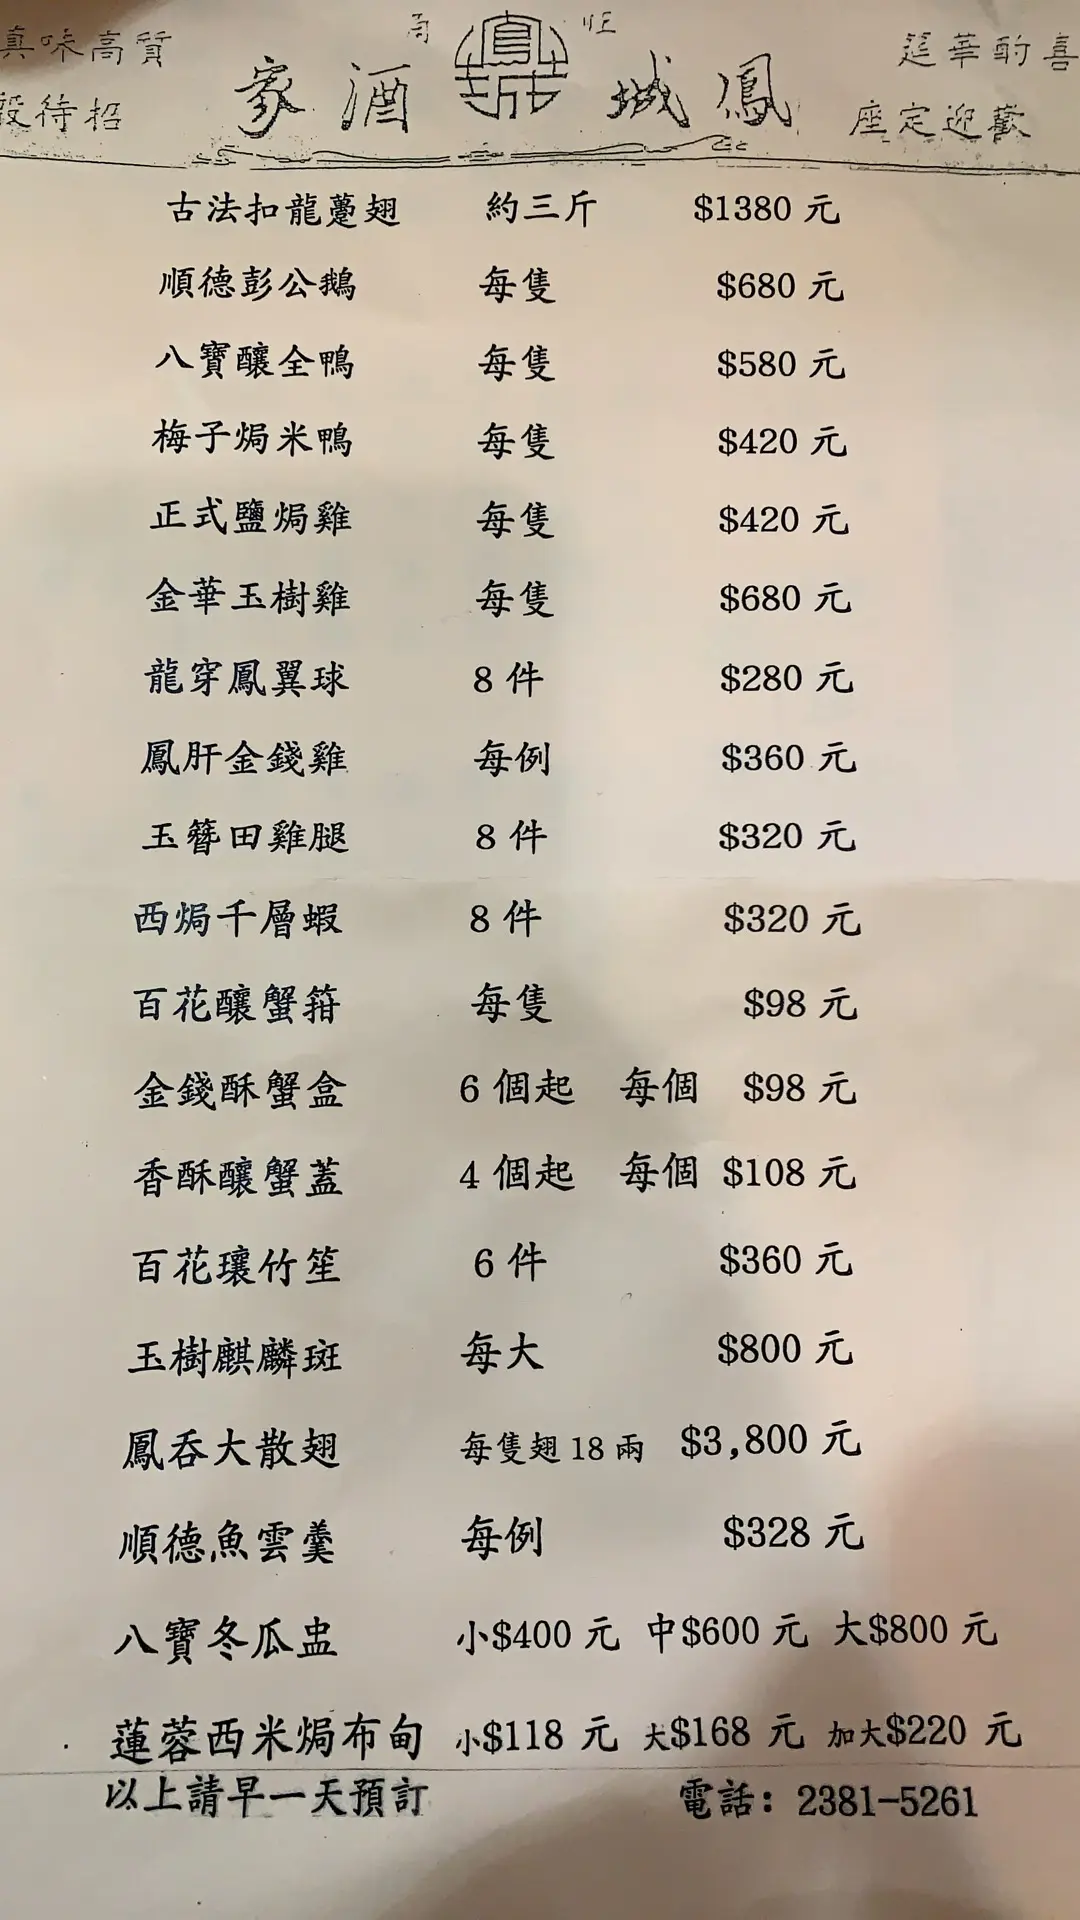 真味高質 角 鳳城 旺 筵華酌喜
家酒 城鳳
待招 座定迎歡
古法扣龍躉翅 約三斤 $1380 元
順德彭公鵝 每隻 $680 元
八寶釀全鴨 每隻 $580 元
梅子焗米鴨 每隻 $420 元
正式鹽焗雞 每隻 $420 元
金華玉樹雞 每隻 $680 元
龍穿鳳翼球 8 件 $280 元
鳳肝金錢雞 每例 $360 元
玉簪田雞腿 8 件 $320 元
西焗千層蝦 8 件 $320 元
百花釀蟹箝 每隻 $98 元
金錢酥蟹盒 6 個起 每個 $98 元
香酥釀蟹蓋 4 個起 每個 $108 元
百花瓖竹笙 6 件 $360 元
玉樹麒麟斑 每大 $800 元
鳳吞大散翅 每隻翅 18 兩 $3,800 元
順德魚雲羹 每例 $328 元
八寶冬瓜盅 小$400 元 中$600 元 大$800 元
蓮蓉西米焗布甸 小$118 元 大$168 元 加大$220 元
以上請早一天預訂 電話：2381-5261